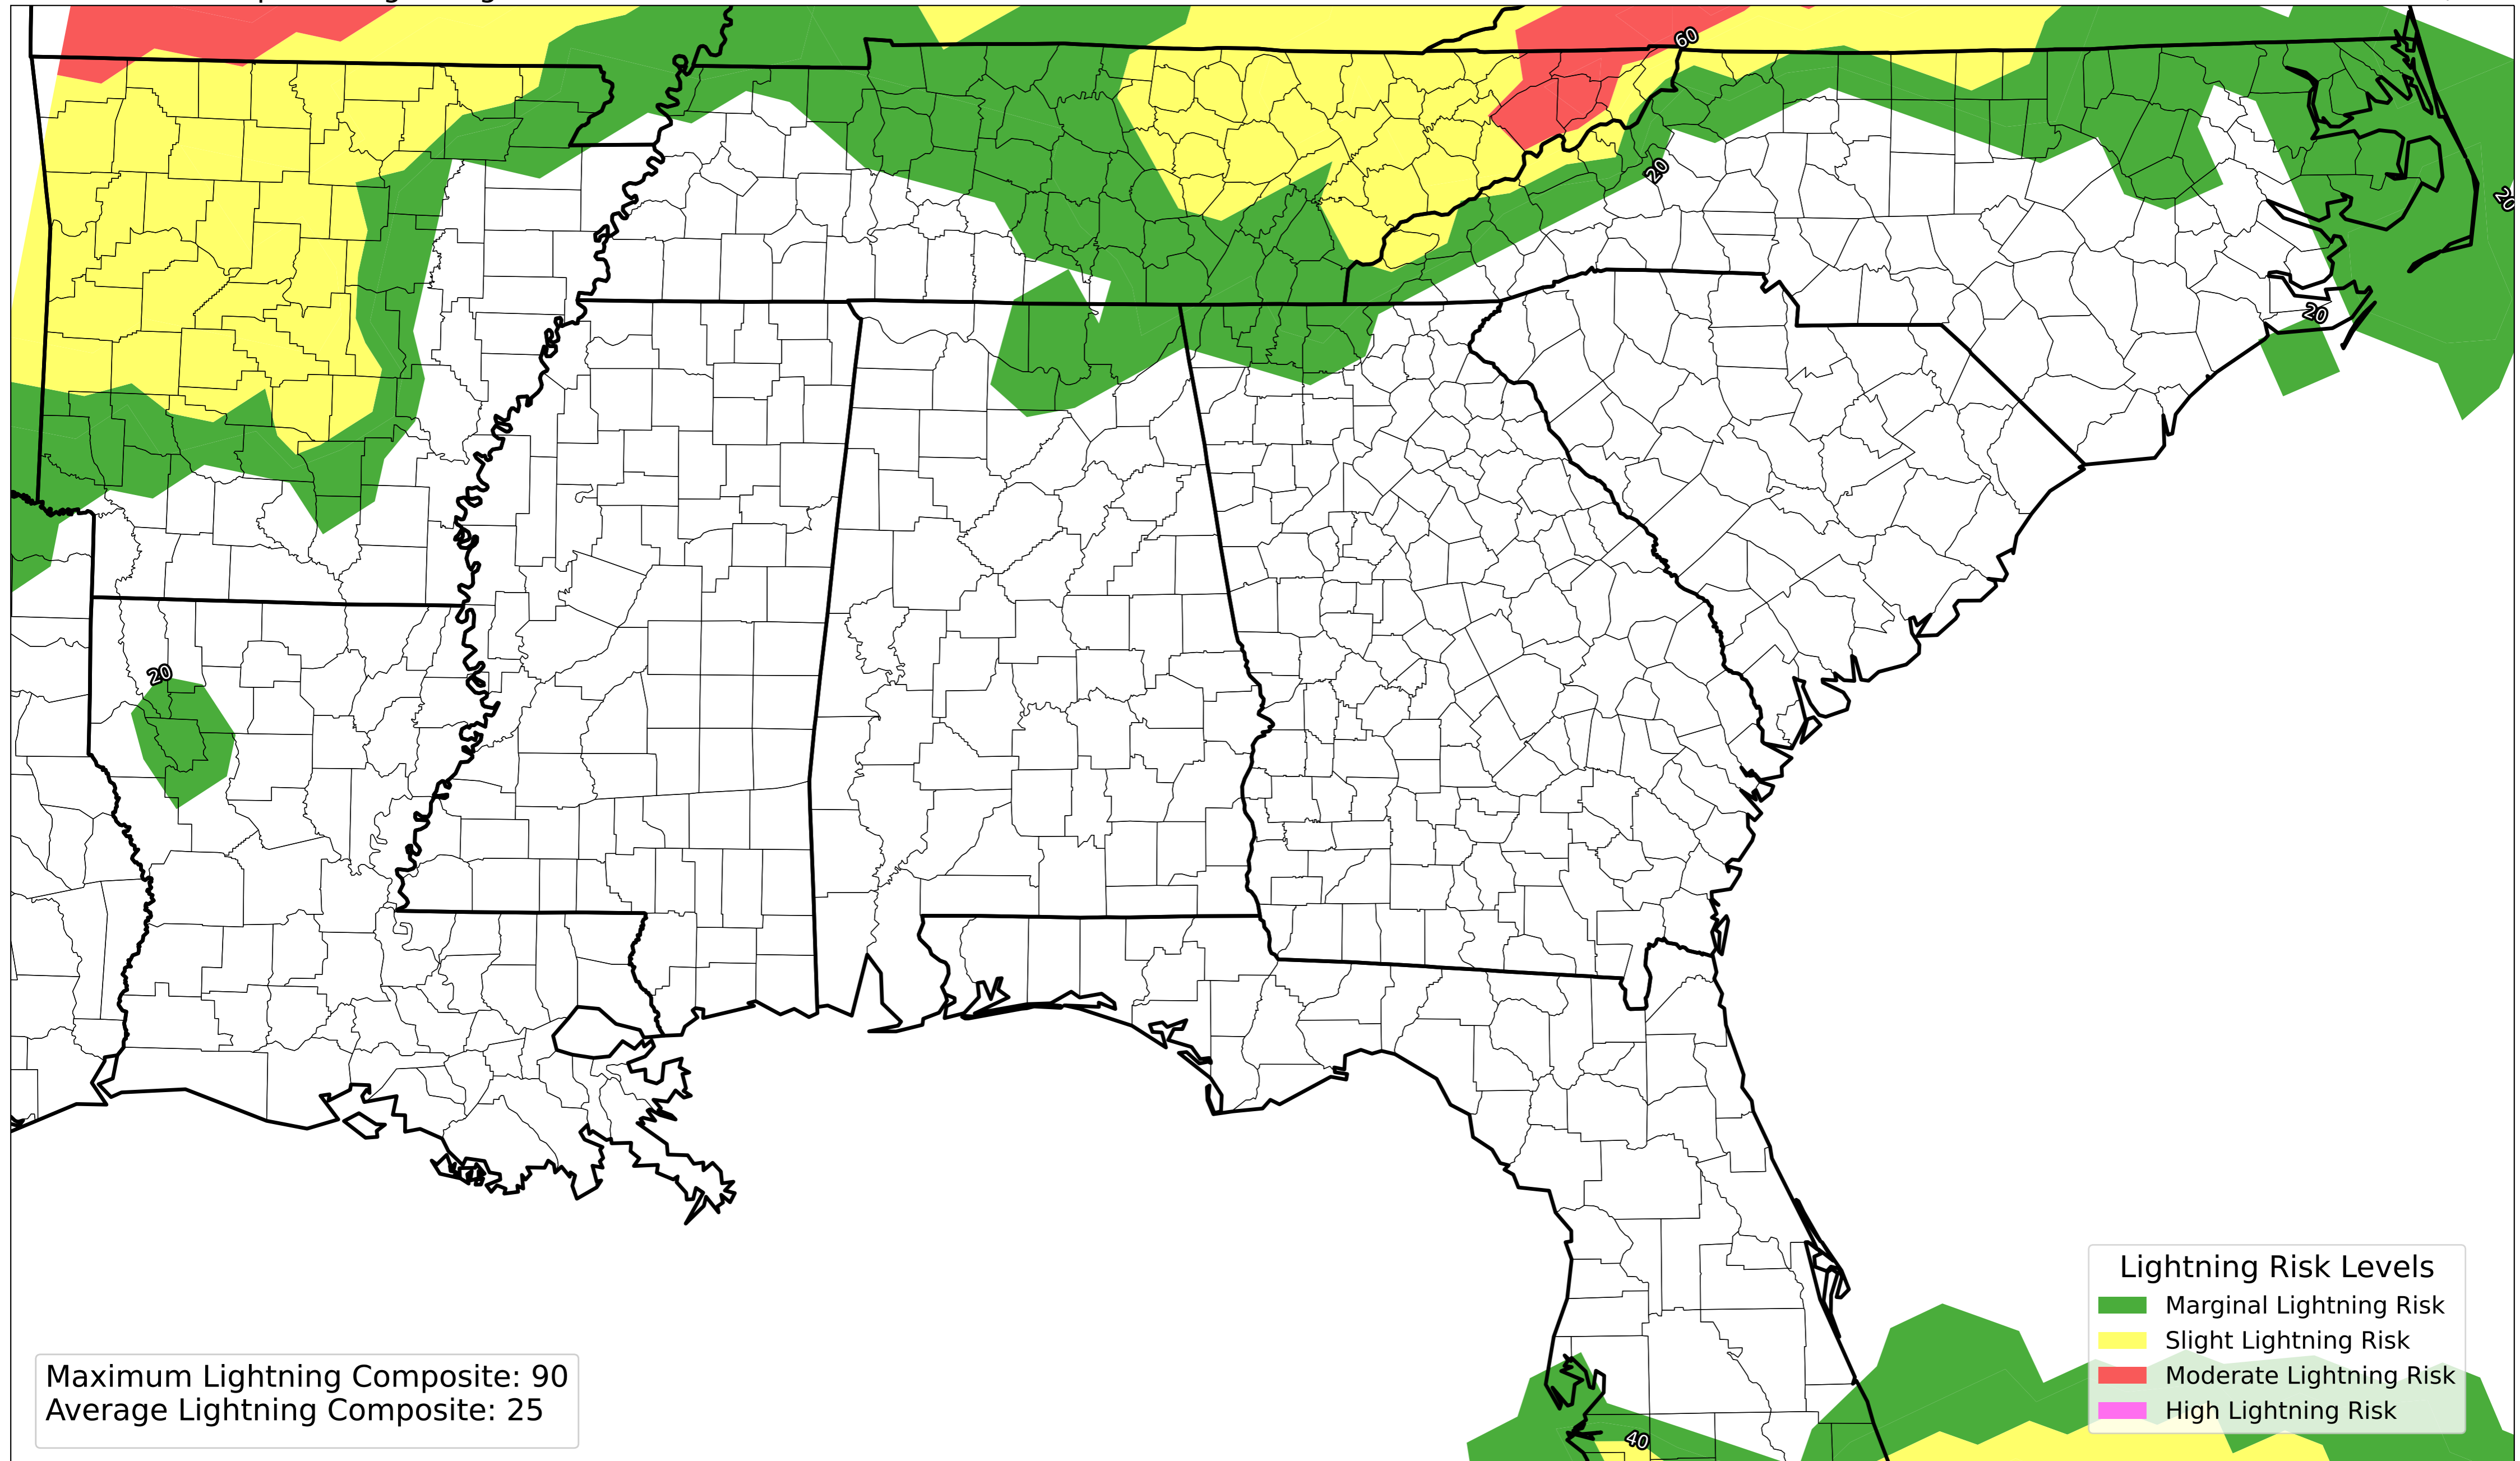 60
20
20
20
20
40
Lightning Risk Levels
Marginal Lightning Risk
Slight Lightning Risk
Moderate Lightning Risk
High Lightning Risk
Maximum Lightning Composite: 90
Average Lightning Composite: 25